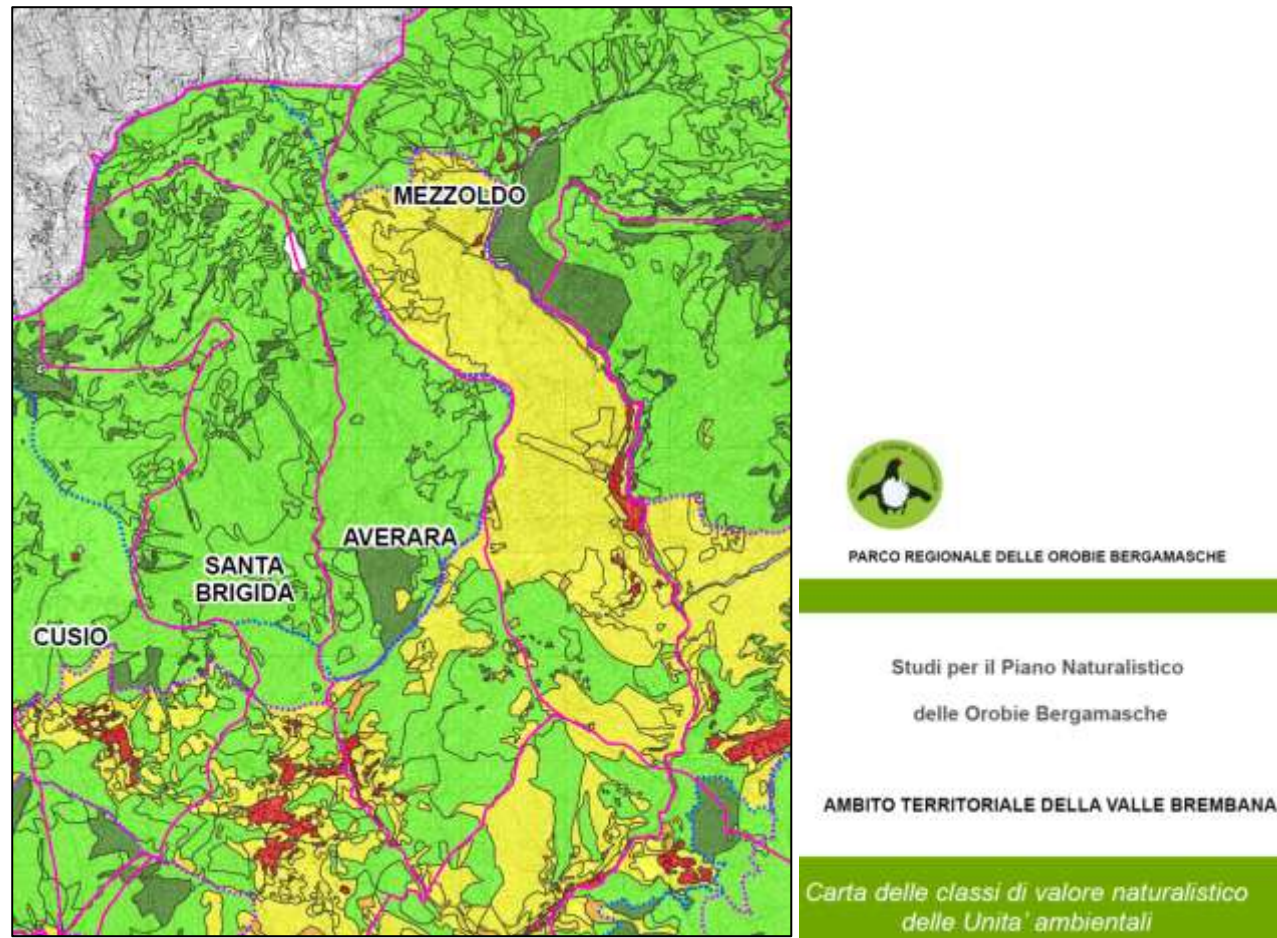 MEZZOLDO
AVERARA
SANTA
BRIGIDA
CUSIO
PARCO REGIONALE DELLE OROBIE BERGAMASCHE
Studi per il Piano Naturalistico
delle Orobie Bergamasche
AMBITO TERRITORIALE DELLA VALLE BREMBANA
Carta delle classi di valore naturalistico
delle Unita' ambientali